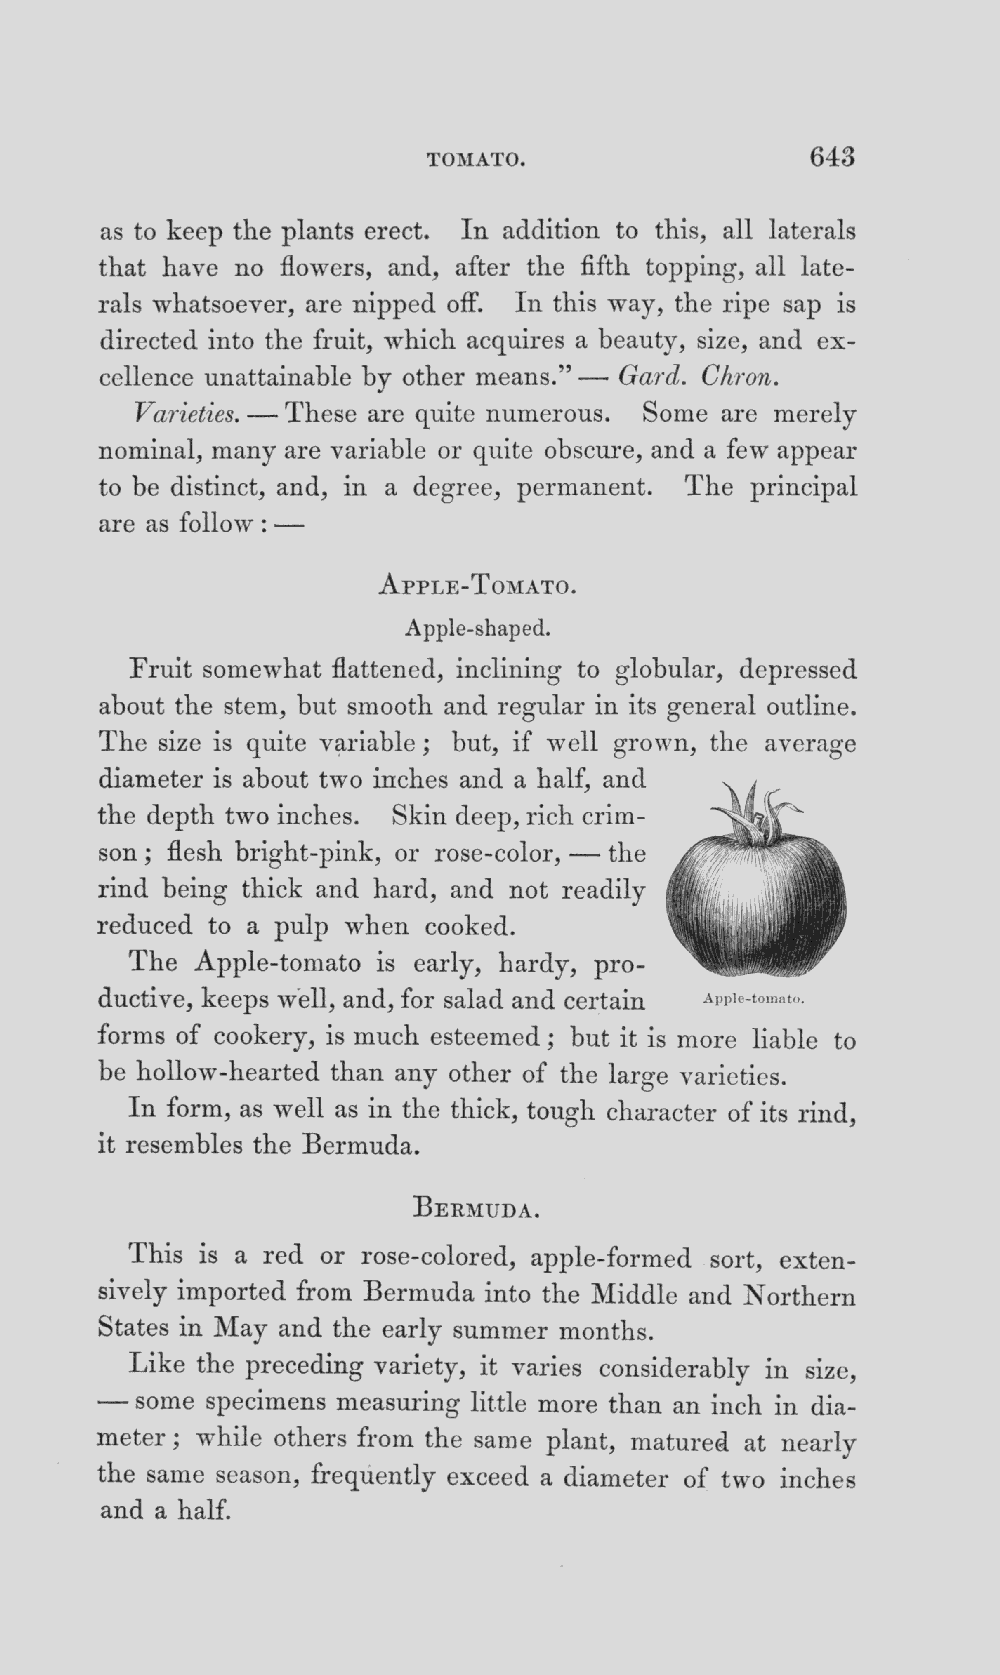 TOMATO. 643
as to keep the plants erect. In addition to this, all laterals
that have no flowers, and, after the fifth topping, all late-
rals whatsoever, are nipped off. In this way, the ripe sap is
directed into the fruit, which acquires a beauty, size, and ex-
cellence unattainable by other means.” — Gard. Chron.
Varieties. — These are quite numerous. Some are merely
nominal, many are variable or quite obscure, and a few appear
to be distinct, and, in a degree, permanent. The principal
are as follow : —
APPLE-TOMATO.
Apple-shaped.
Fruit somewhat flattened, inclining to globular, depressed
about the stem, but smooth and regular in its general outline.
The size is quite variable ; but, if well grown, the average
diameter is about two inches and a half, and
the depth two inches. Skin deep, rich crim-
son ; flesh bright-pink, or rose-color, — the
rind being thick and hard, and not readily
reduced to a pulp when cooked.
The Apple-tomato is early, hardy, pro-
ductive, keeps well, and, for salad and certain
Apple-tomato.
forms of cookery, is much esteemed ; but it is more liable to
be hollow-hearted than any other of the large varieties.
In form, as well as in the thick, tough character of its rind,
it resembles the Bermuda.
BERMUDA.
This is a red or rose-colored, apple-formed sort, exten-
sively imported from Bermuda into the Middle and Northern
States in May and the early summer months.
Like the preceding variety, it varies considerably in size,
— some specimens measuring little more than an inch in dia-
meter ; while others from the same plant, matured at nearly
the same season, frequently exceed a diameter of two inches
and a half.